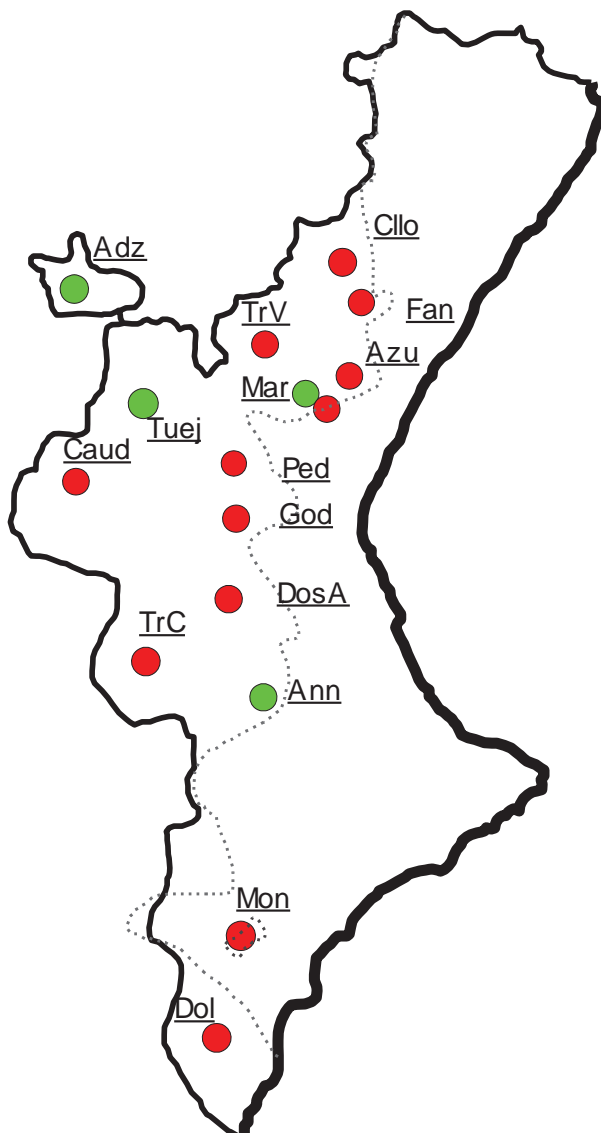 Cllo
Adz
Fan
TrV
Azu
Mar
Tuej
Caud
Ped
God
DosA
TrC
Ann
Mon
Dol